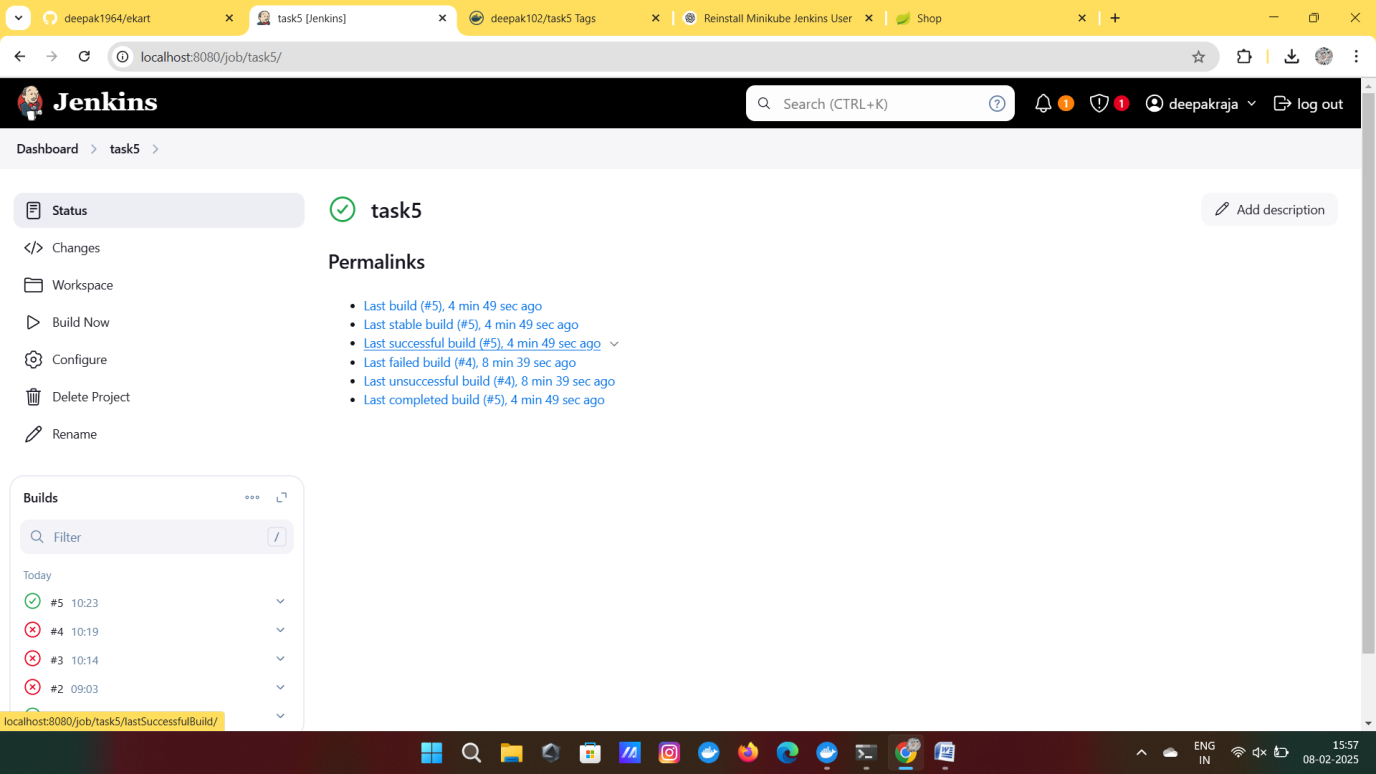 deepak1964/ekart
task5 [Jenkins]
deepak102/task5 Tags
Reinstall Minikube Jenkins User
Shop
localhost:8080/job/task5/
Jenkins
Search (CTRL+K)
1
1
deepakraja
log out
Dashboard
task5
Status
Changes
Workspace
Build Now
Configure
Delete Project
Rename
task5
Add description
Permalinks
Last build (#5), 4 min 49 sec ago
Last stable build (#5), 4 min 49 sec ago
Last successful build (#5), 4 min 49 sec ago
Last failed build (#4), 8 min 39 sec ago
Last unsuccessful build (#4), 8 min 39 sec ago
Last completed build (#5), 4 min 49 sec ago
Builds
Filter
/
Today
#5 10:23
#4 10:19
#3 10:14
#2 09:03
localhost:8080/job/task5/lastSuccessfulBuild/
ENG
IN
15:57
08-02-2025